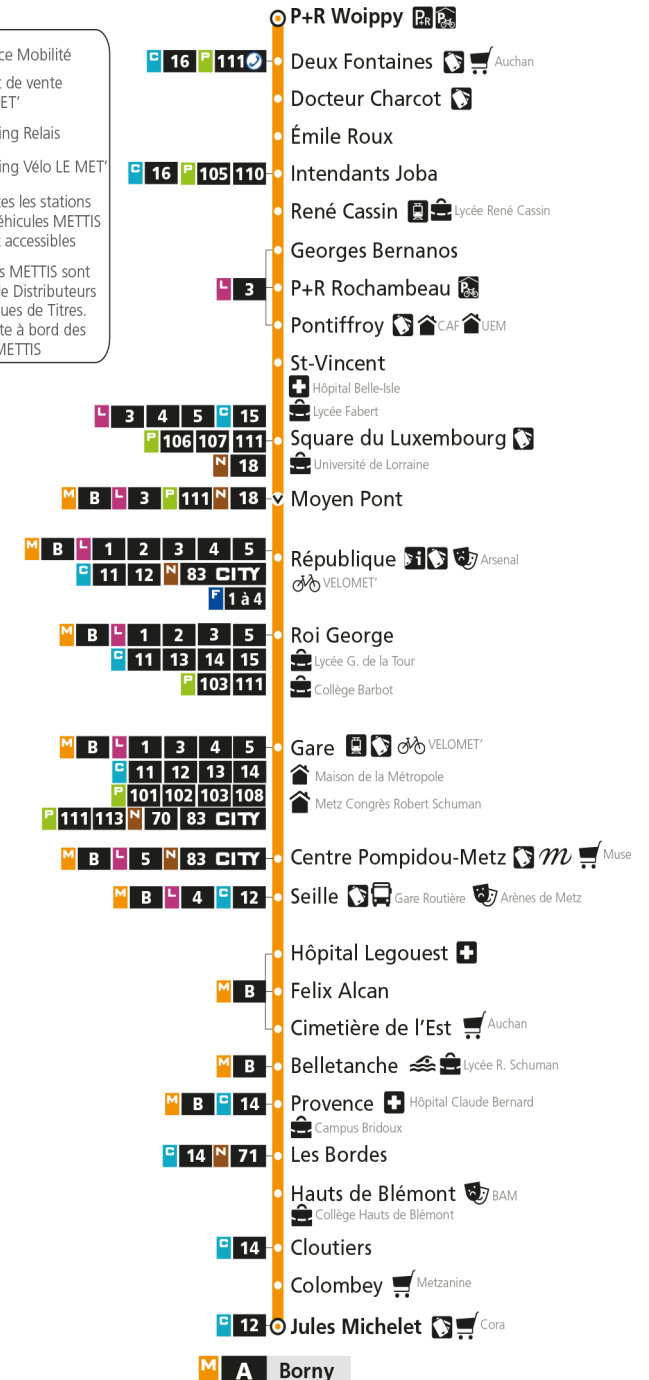 P+R Woippy P+R P
ce Mobilité
C 16 P 111 Deux Fontaines Auchan
t de vente
ET'
Docteur Charcot
ing Relais
Émile Roux
ing Vélo LE MET'
C 16 P 105 110 Intendants Joba
es les stations
éhicules METTIS
t accessibles
René Cassin Lycée René Cassin
Georges Bernanos
s METTIS sont
le Distributeurs
ues de Titres.
te à bord des
METTIS
L 3 P+R Rochambeau P
Pontiffroy CAF UEM
St-Vincent
Hôpital Belle-Isle
Lycée Fabert
L 3 4 5 C 15
P 106 107 111 Square du Luxembourg
N 18 Université de Lorraine
M B L 3 P 111 N 18 Moyen Pont
M B L 1 2 3 4 5
République i Arsenal
C 11 12 N 83 CITY VELOMET'
F 1 à 4
M B L 1 2 3 5 Roi George
C 11 13 14 15 Lycée G. de la Tour
P 103 111 Collège Barbot
M B L 1 3 4 5 Gare VELOMET'
C 11 12 13 14 Maison de la Métropole
P 101 102 103 108 Metz Congrès Robert Schuman
P 111 113 N 70 83 CITY
M B L 5 N 83 CITY Centre Pompidou-Metz m Muse
M B L 4 C 12 Seille Gare Routière Arènes de Metz
Hôpital Legouest
M B Felix Alcan
Cimetière de l'Est Auchan
M B Belletanche Lycée R. Schuman
M B C 14 Provence Hôpital Claude Bernard
Campus Bridoux
C 14 N 71 Les Bordes
Hauts de Blémont BAM
Collège Hauts de Blémont
C 14 Cloutiers
Colombey Metzanine
C 12 Jules Michelet Cora
M A Borny